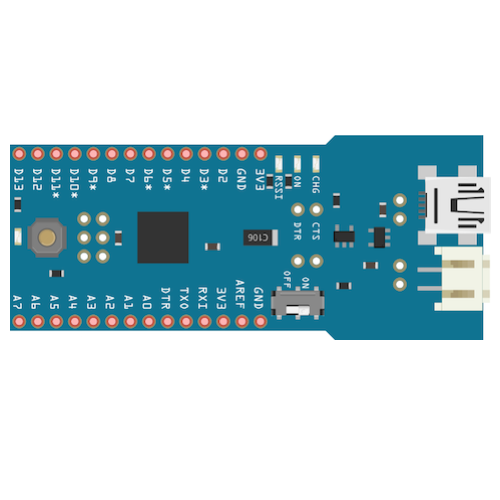 D13
D12
D11*
D10*
D9*
D8
D7
D6*
D5*
D4
D3*
D2
GND
3V3
RSSI
ON
CHG
DTR
CTS
C106
OFF
ON
A7
A6
A5
A4
A3
A2
A1
A0
DTR
TXO
RXI
3V3
AREF
GND